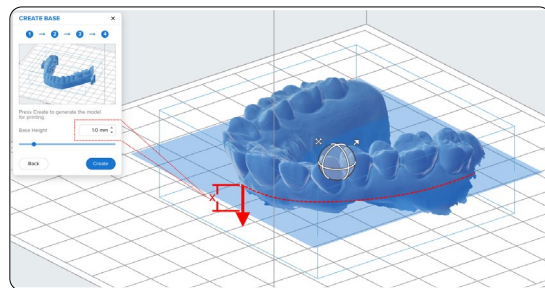 CREATE BASE ×
1 → 2 → 3 → 4
Press Create to generate the model
for printing.
Base Height 1.0 mm
Back Create
X